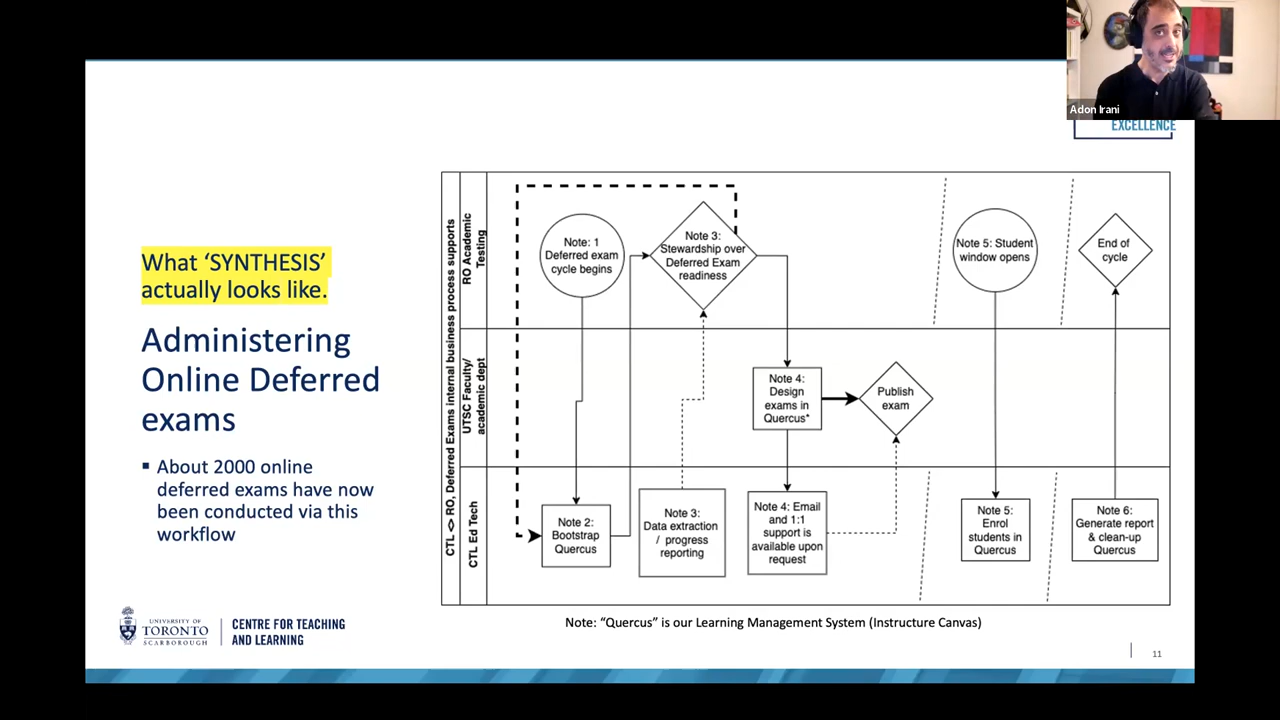 Adon Irani
EXCELLENCE
What ‘SYNTHESIS’
actually looks like.
Administering
Online Deferred
exams
▪ About 2000 online
deferred exams have now
been conducted via this
workflow
CTL <> RO, Deferred Exams internal business process supports
RO Academic
Testing
Note: 1
Deferred exam
cycle begins
Note 3:
Stewardship over
Deferred Exam
readiness
Note 5: Student
window opens
End of
cycle
UTSC Faculty/
academic dept
Note 4:
Design
exams in
Quercus*
Publish
exam
CTL Ed Tech
Note 2:
Bootstrap
Quercus
Note 3:
Data extraction
/ progress
reporting
Note 4: Email
and 1:1
support is
available upon
request
Note 5:
Enrol
students in
Quercus
Note 6:
Generate report
& clean-up
Quercus
Note: “Quercus” is our Learning Management System (Instructure Canvas)
UNIVERSITY OF
TORONTO
SCARBOROUGH
CENTRE FOR TEACHING
AND LEARNING
11